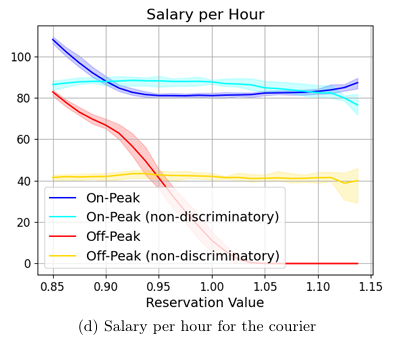 Salary per Hour
100
80
60
40
20
0
On-Peak
On-Peak (non-discriminatory)
Off-Peak
Off-Peak (non-discriminatory)
0.85 0.90 0.95 1.00 1.05 1.10 1.15
Reservation Value
(d) Salary per hour for the courier